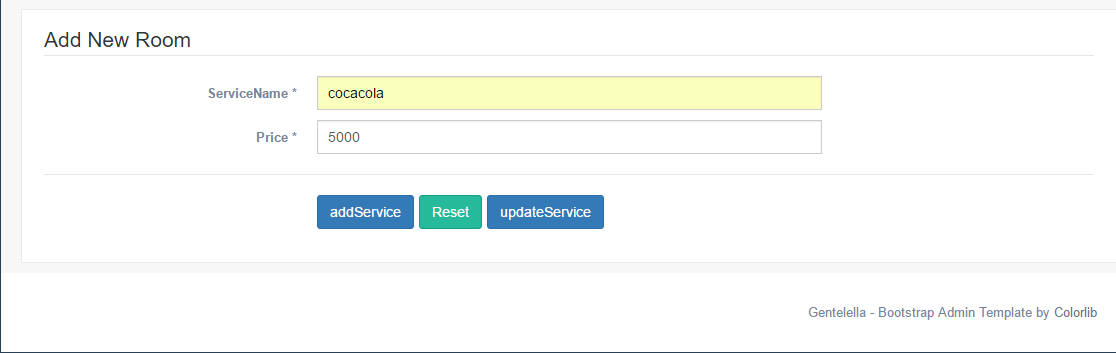 Add New Room
ServiceName * cocacola
Price * 5000
addService Reset updateService
Gentelella - Bootstrap Admin Template by Colorlib